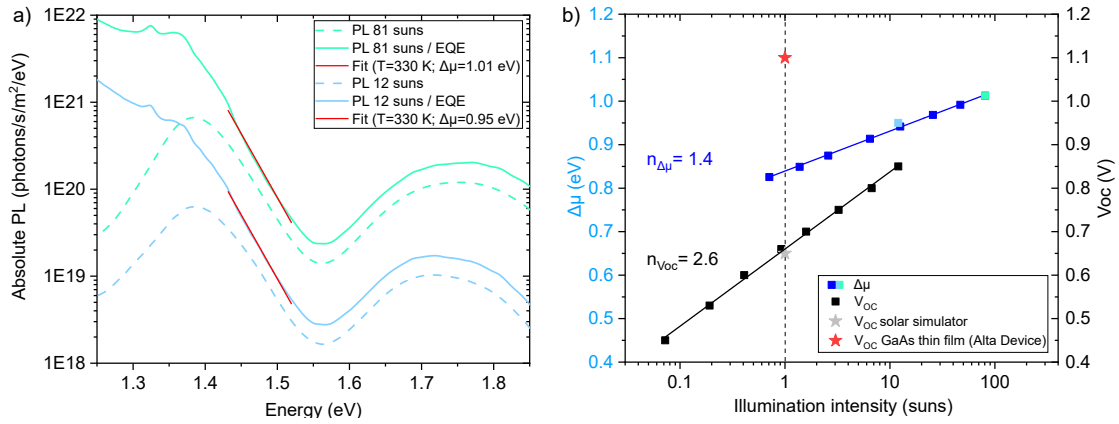 a)
1E22
1E21
1E20
1E19
1E18
Absolute PL (photons/s/m²/eV)
1.3
1.4
1.5
1.6
1.7
1.8
Energy (eV)
PL 81 suns
PL 81 suns / EQE
Fit (T=330 K; Δμ=1.01 eV)
PL 12 suns
PL 12 suns / EQE
Fit (T=330 K; Δμ=0.95 eV)
b)
1.2
1.1
1.0
0.9
0.8
0.7
0.6
0.5
0.4
Δμ (eV)
n_Δμ = 1.4
n_Voc = 2.6
Δμ
V_OC
V_OC solar simulator
V_OC GaAs thin film (Alta Device)
0.1
1
10
100
Illumination intensity (suns)
1.2
1.1
1.0
0.9
0.8
0.7
0.6
0.5
0.4
Voc (V)